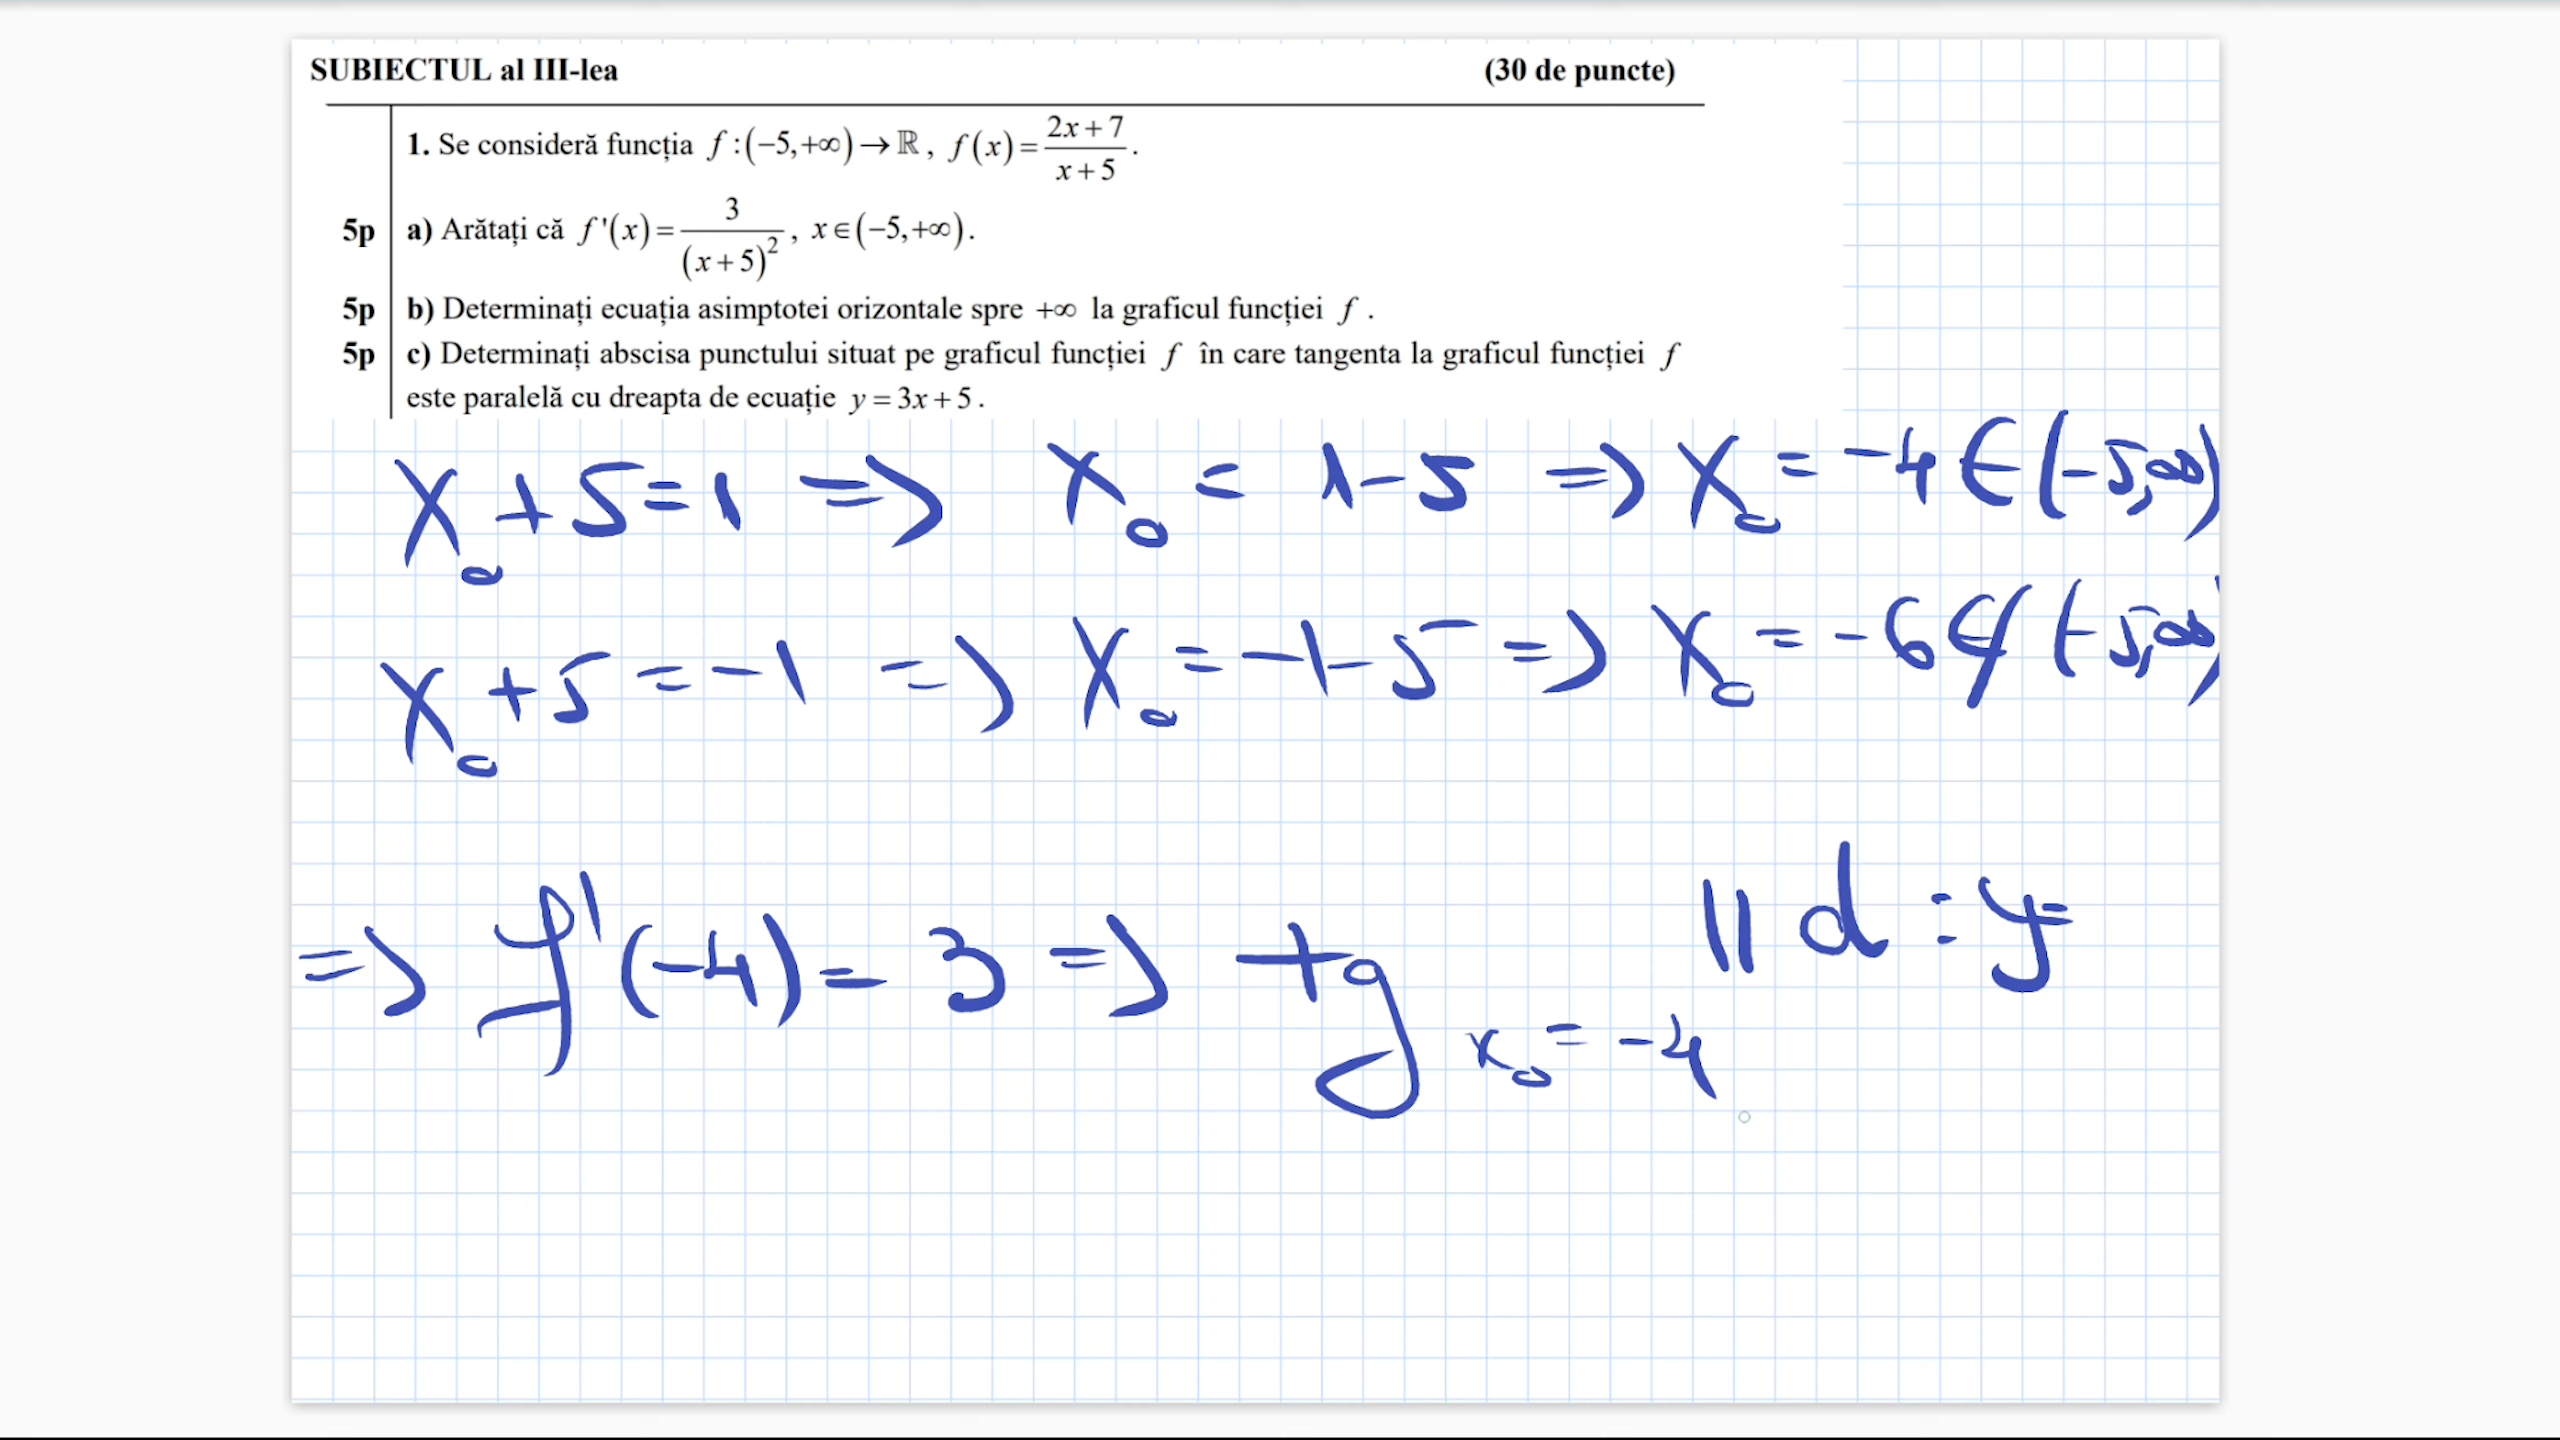 SUBIECTUL al III-lea (30 de puncte)
1. Se consideră funcția f:(−5,+∞)→ℝ, f(x)=(2x+7)/(x+5).
5p a) Arătați că f'(x)=3/(x+5)², x∈(−5,+∞).
5p b) Determinați ecuația asimptotei orizontale spre +∞ la graficul funcției f.
5p c) Determinați abscisa punctului situat pe graficul funcției f în care tangenta la graficul funcției f
este paralelă cu dreapta de ecuație y=3x+5.
x₀+5=1 => x₀ = 1-5 => x₀ = -4 ∈ (-5,∞)
x₀+5=-1 => x₀=-1-5 => x₀ = -6 ∉ (-5,∞)
=> f'(-4)=3 => tg x₀=-4 || d : y=